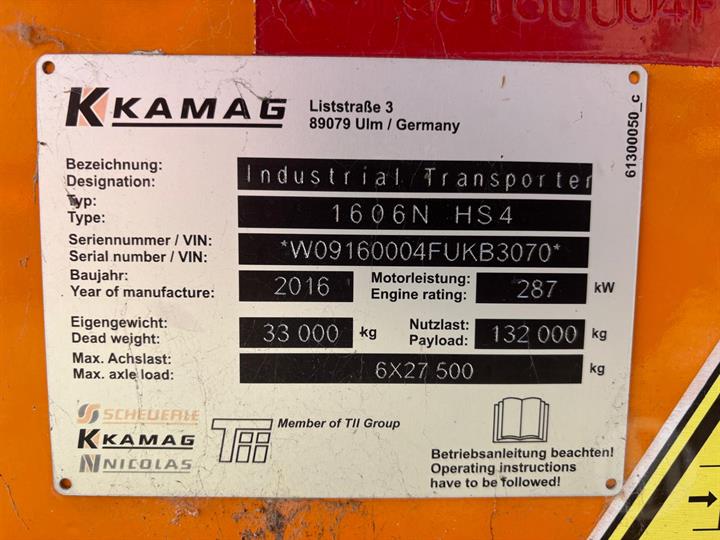 9160004F
KAMAG
Liststraße 3
89079 Ulm / Germany
61300050_c
Bezeichnung:
Designation:
Industrial Transporter
Typ:
Type:
1606N HS4
Seriennummer / VIN:
Serial number / VIN:
*W09160004FUKB3070*
Baujahr:
Year of manufacture:
2016
Motorleistung:
Engine rating:
287
kW
Eigengewicht:
Dead weight:
33 000
kg
Nutzlast:
Payload:
132 000
kg
Max. Achslast:
Max. axle load:
6X27 500
kg
SCHEUERLE
KAMAG
NICOLAS
TII
Member of TII Group
Betriebsanleitung beachten!
Operating instructions
have to be followed!